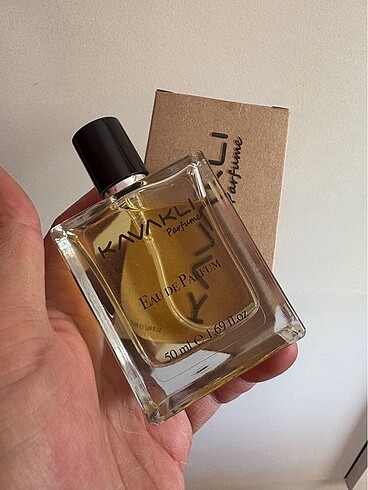 KAVAKLI
Parfume
EAU DE PARFUM
50 ml ℮ 1.69 fl.oz
KAVAKLI
Parfume